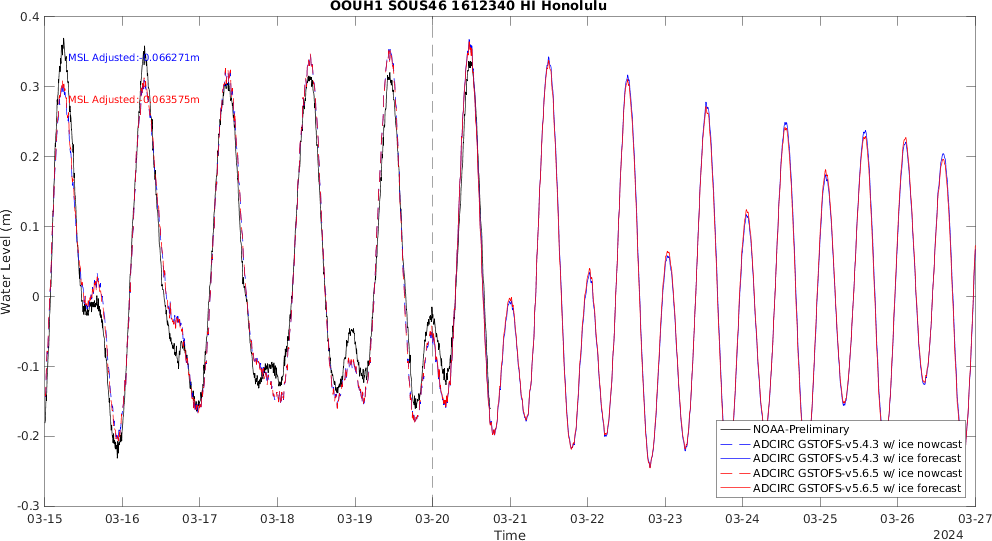 OOUH1 SOUS46 1612340 HI Honolulu
0.4
0.3
0.2
0.1
0
-0.1
-0.2
-0.3
Water Level (m)
MSL Adjusted:-0.066271m
MSL Adjusted:-0.063575m
NOAA-Preliminary
ADCIRC GSTOFS-v5.4.3 w/ ice nowcast
ADCIRC GSTOFS-v5.4.3 w/ ice forecast
ADCIRC GSTOFS-v5.6.5 w/ ice nowcast
ADCIRC GSTOFS-v5.6.5 w/ ice forecast
03-15 03-16 03-17 03-18 03-19 03-20 03-21 03-22 03-23 03-24 03-25 03-26 03-27
Time
2024